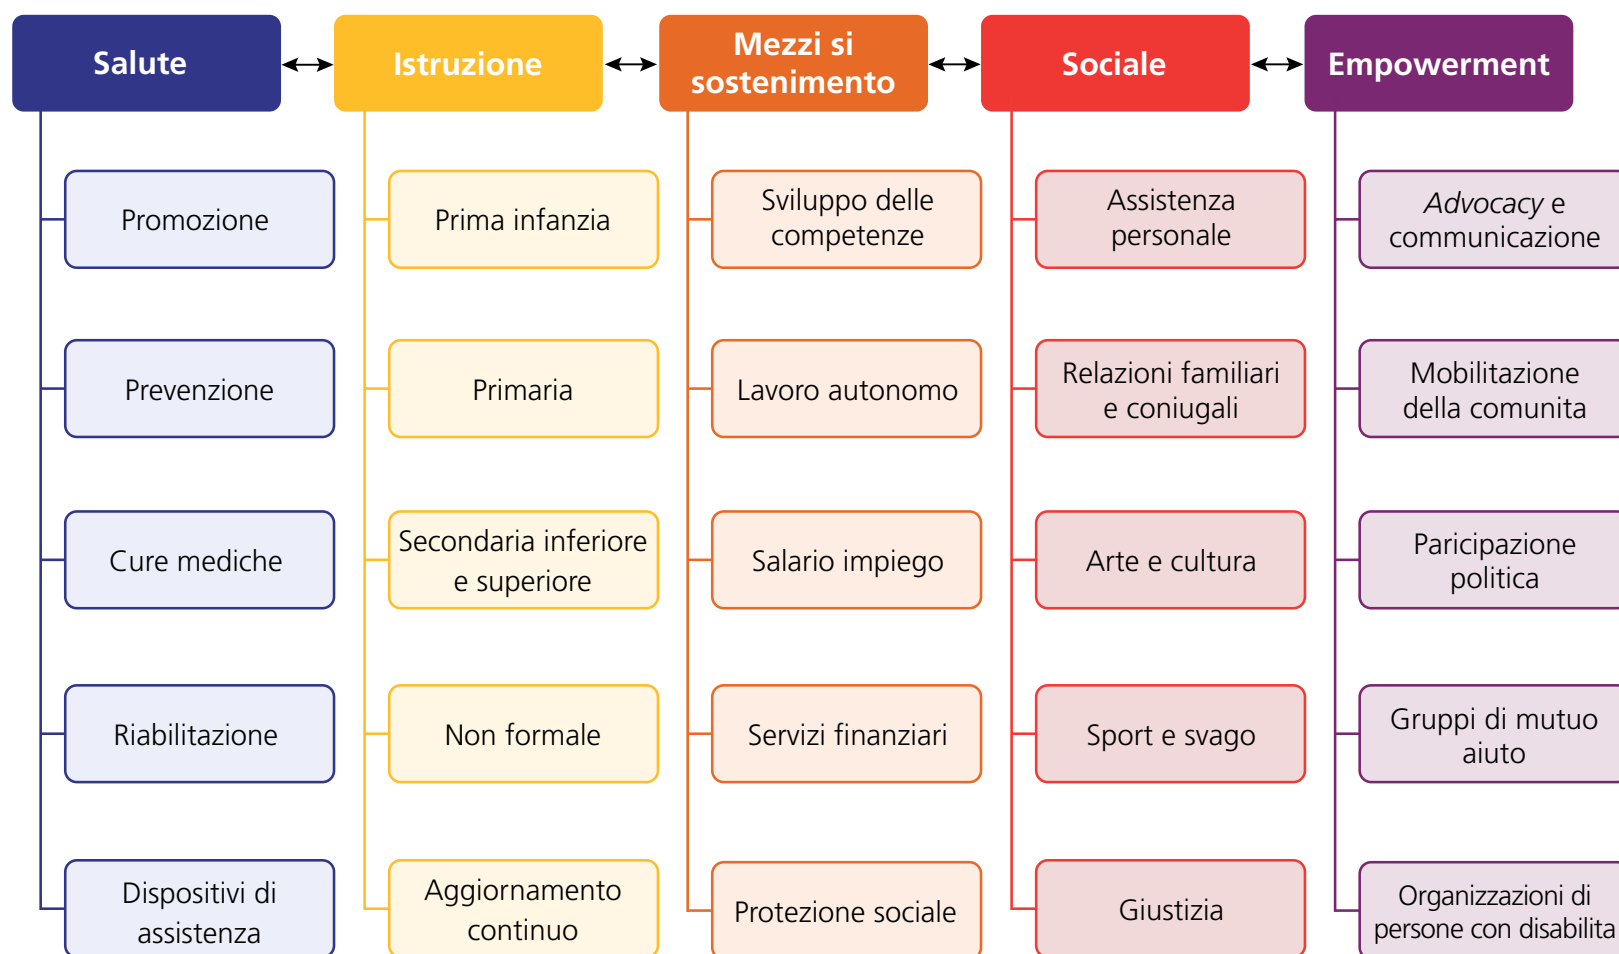 Salute
Istruzione
Mezzi si
sostenimento
Sociale
Empowerment
Promozione
Prima infanzia
Sviluppo delle
competenze
Assistenza
personale
Advocacy e
communicazione
Prevenzione
Primaria
Lavoro autonomo
Relazioni familiari
e coniugali
Mobilitazione
della comunita
Cure mediche
Secondaria inferiore
e superiore
Salario impiego
Arte e cultura
Paricipazione
politica
Riabilitazione
Non formale
Servizi finanziari
Sport e svago
Gruppi di mutuo
aiuto
Dispositivi di
assistenza
Aggiornamento
continuo
Protezione sociale
Giustizia
Organizzazioni di
persone con disabilita